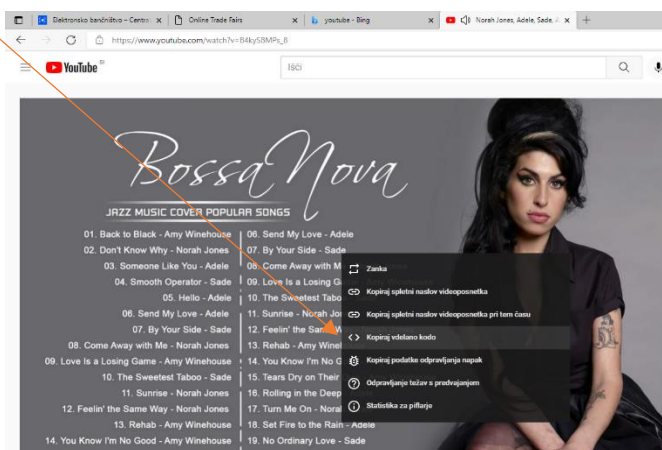 Elektronsko bančništvo – Centra
Online Trade Fairs
youtube - Bing
Norah Jones, Adele, Sade, A
https://www.youtube.com/watch?v=B4kySBMPs_8
YouTube
Išči
Bossa Nova
JAZZ MUSIC COVER POPULAR SONGS
01. Back to Black - Amy Winehouse
02. Don't Know Why - Norah Jones
03. Someone Like You - Adele
04. Smooth Operator - Sade
05. Hello - Adele
06. Send My Love - Adele
07. By Your Side - Sade
08. Come Away with Me - Norah Jones
09. Love Is a Losing Game - Amy Winehouse
10. The Sweetest Taboo - Sade
11. Sunrise - Norah Jones
12. Feelin' the Same Way - Norah Jones
13. Rehab - Amy Winehouse
14. You Know I'm No Good - Amy Winehouse
06. Send My Love - Adele
07. By Your Side - Sade
08. Come Away with M
09. Love Is a Losing G
10. The Sweetest Tabo
11. Sunrise - Norah Jo
12. Feelin' the Same W
13. Rehab - Amy Wine
14. You Know I'm No G
15. Tears Dry on Their
16. Rolling in the Deep
17. Turn Me On - Norah
18. Set Fire to the Rain - Adele
19. No Ordinary Love - Sade
Zanka
Kopiraj spletni naslov videoposnetka
Kopiraj spletni naslov videoposnetka pri tem času
Kopiraj vdelano kodo
Kopiraj podatke odpravljanja napak
Odpravljanje težav s predvajanjem
Statistika za piflarje